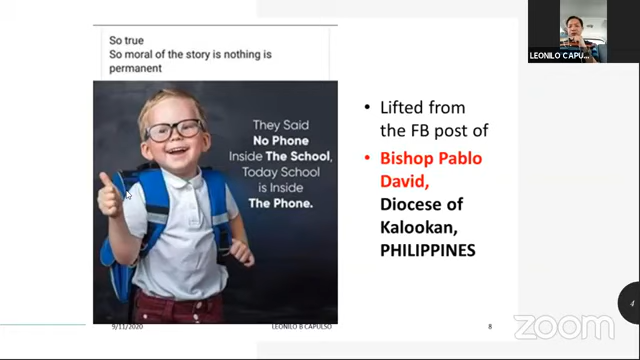 So true
So moral of the story is nothing is
permanent
They Said
No Phone
Inside The School,
Today School
is Inside
The Phone.
• Lifted from
the FB post of
• Bishop Pablo
David,
Diocese of
Kalookan,
PHILIPPINES
9/11/2020
LEONILO B CAPULSO
8
4
LEONILO CAPU...
zoom